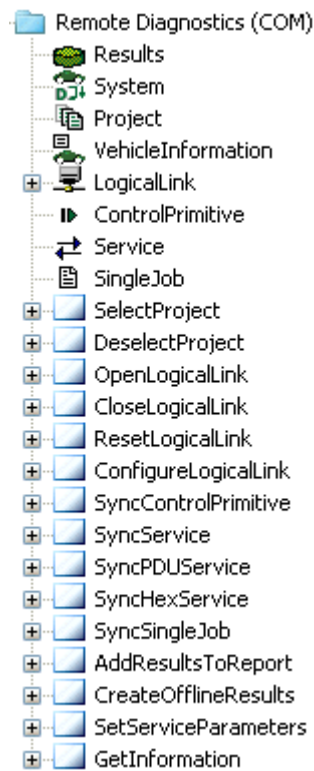 Remote Diagnostics (COM)
Results
System
Project
VehicleInformation
LogicalLink
ControlPrimitive
Service
SingleJob
SelectProject
DeselectProject
OpenLogicalLink
CloseLogicalLink
ResetLogicalLink
ConfigureLogicalLink
SyncControlPrimitive
SyncService
SyncPDUService
SyncHexService
SyncSingleJob
AddResultsToReport
CreateOfflineResults
SetServiceParameters
GetInformation